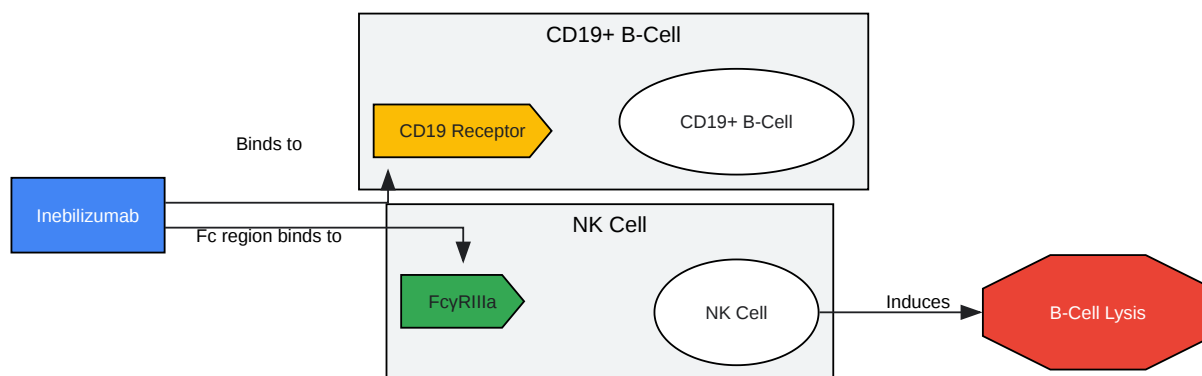 CD19+ B-Cell
CD19 Receptor
CD19+ B-Cell
Binds to
Inebilizumab
Fc region binds to
NK Cell
FcγRIIIa
NK Cell
Induces
B-Cell Lysis